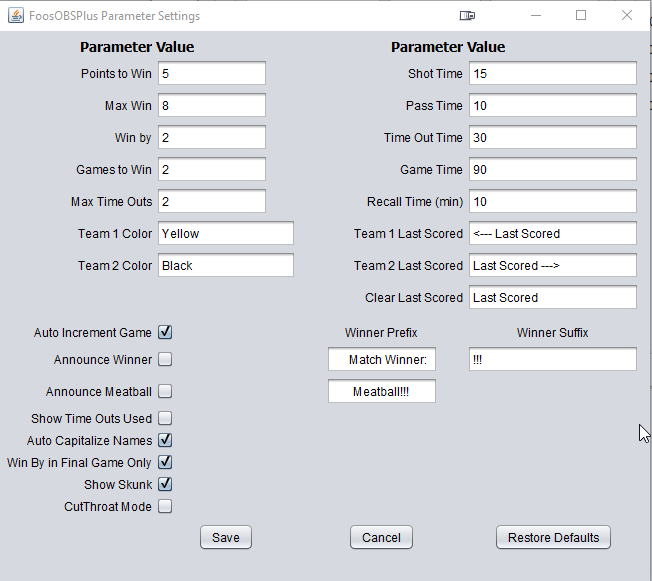 FoosOBSPlus Parameter Settings
Parameter Value Parameter Value
Points to Win 5 Shot Time 15
Max Win 8 Pass Time 10
Win by 2 Time Out Time 30
Games to Win 2 Game Time 90
Max Time Outs 2 Recall Time (min) 10
Team 1 Color Yellow Team 1 Last Scored <--- Last Scored
Team 2 Color Black Team 2 Last Scored Last Scored --->
Clear Last Scored Last Scored
Auto Increment Game Winner Prefix Winner Suffix
Announce Winner Match Winner: !!!
Announce Meatball Meatball!!!
Show Time Outs Used
Auto Capitalize Names
Win By in Final Game Only
Show Skunk
CutThroat Mode
Save Cancel Restore Defaults